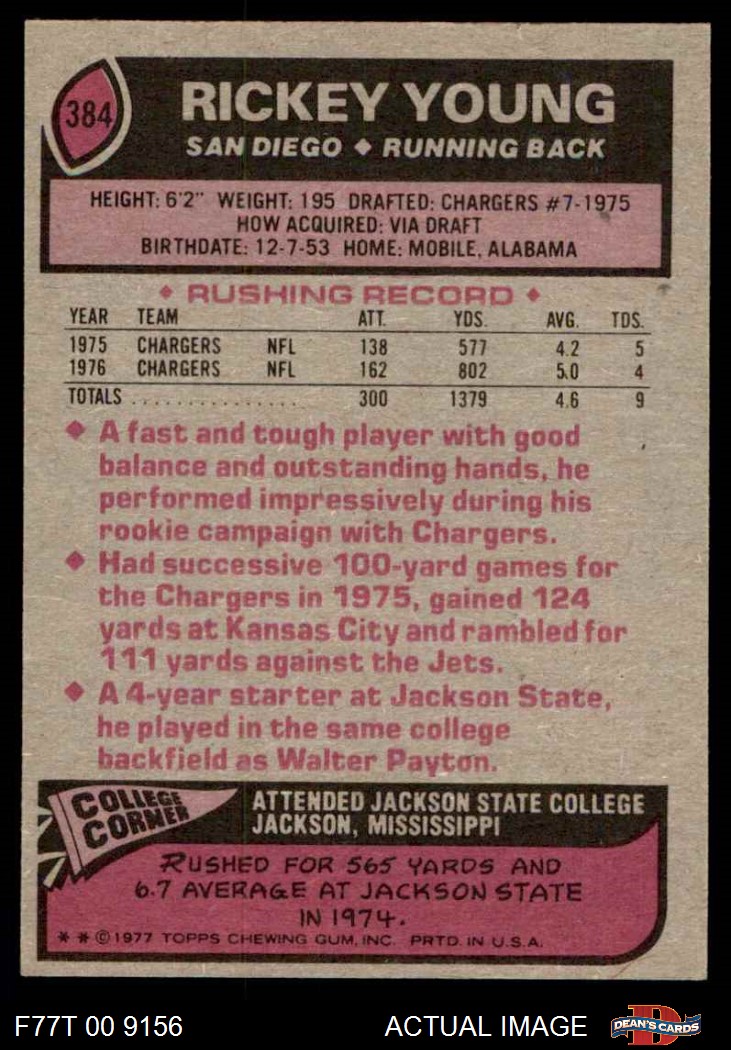 384
RICKEY YOUNG
SAN DIEGO ◆ RUNNING BACK
HEIGHT: 6'2" WEIGHT: 195 DRAFTED: CHARGERS #7-1975
HOW ACQUIRED: VIA DRAFT
BIRTHDATE: 12-7-53 HOME: MOBILE, ALABAMA
◆ RUSHING RECORD ◆
YEAR TEAM ATT. YDS. AVG. TDS.
1975 CHARGERS NFL 138 577 4.2 5
1976 CHARGERS NFL 162 802 5.0 4
TOTALS ............... 300 1379 4.6 9
◆ A fast and tough player with good
balance and outstanding hands, he
performed impressively during his
rookie campaign with Chargers.
◆ Had successive 100-yard games for
the Chargers in 1975, gained 124
yards at Kansas City and rambled for
111 yards against the Jets.
◆ A 4-year starter at Jackson State,
he played in the same college
backfield as Walter Payton.
COLLEGE
CORNER
ATTENDED JACKSON STATE COLLEGE
JACKSON, MISSISSIPPI
RUSHED FOR 565 YARDS AND
6.7 AVERAGE AT JACKSON STATE
IN 1974.
* * ©1977 TOPPS CHEWING GUM, INC. PRTD. IN U.S.A.
F77T 00 9156 ACTUAL IMAGE
D
DEAN'S CARDS